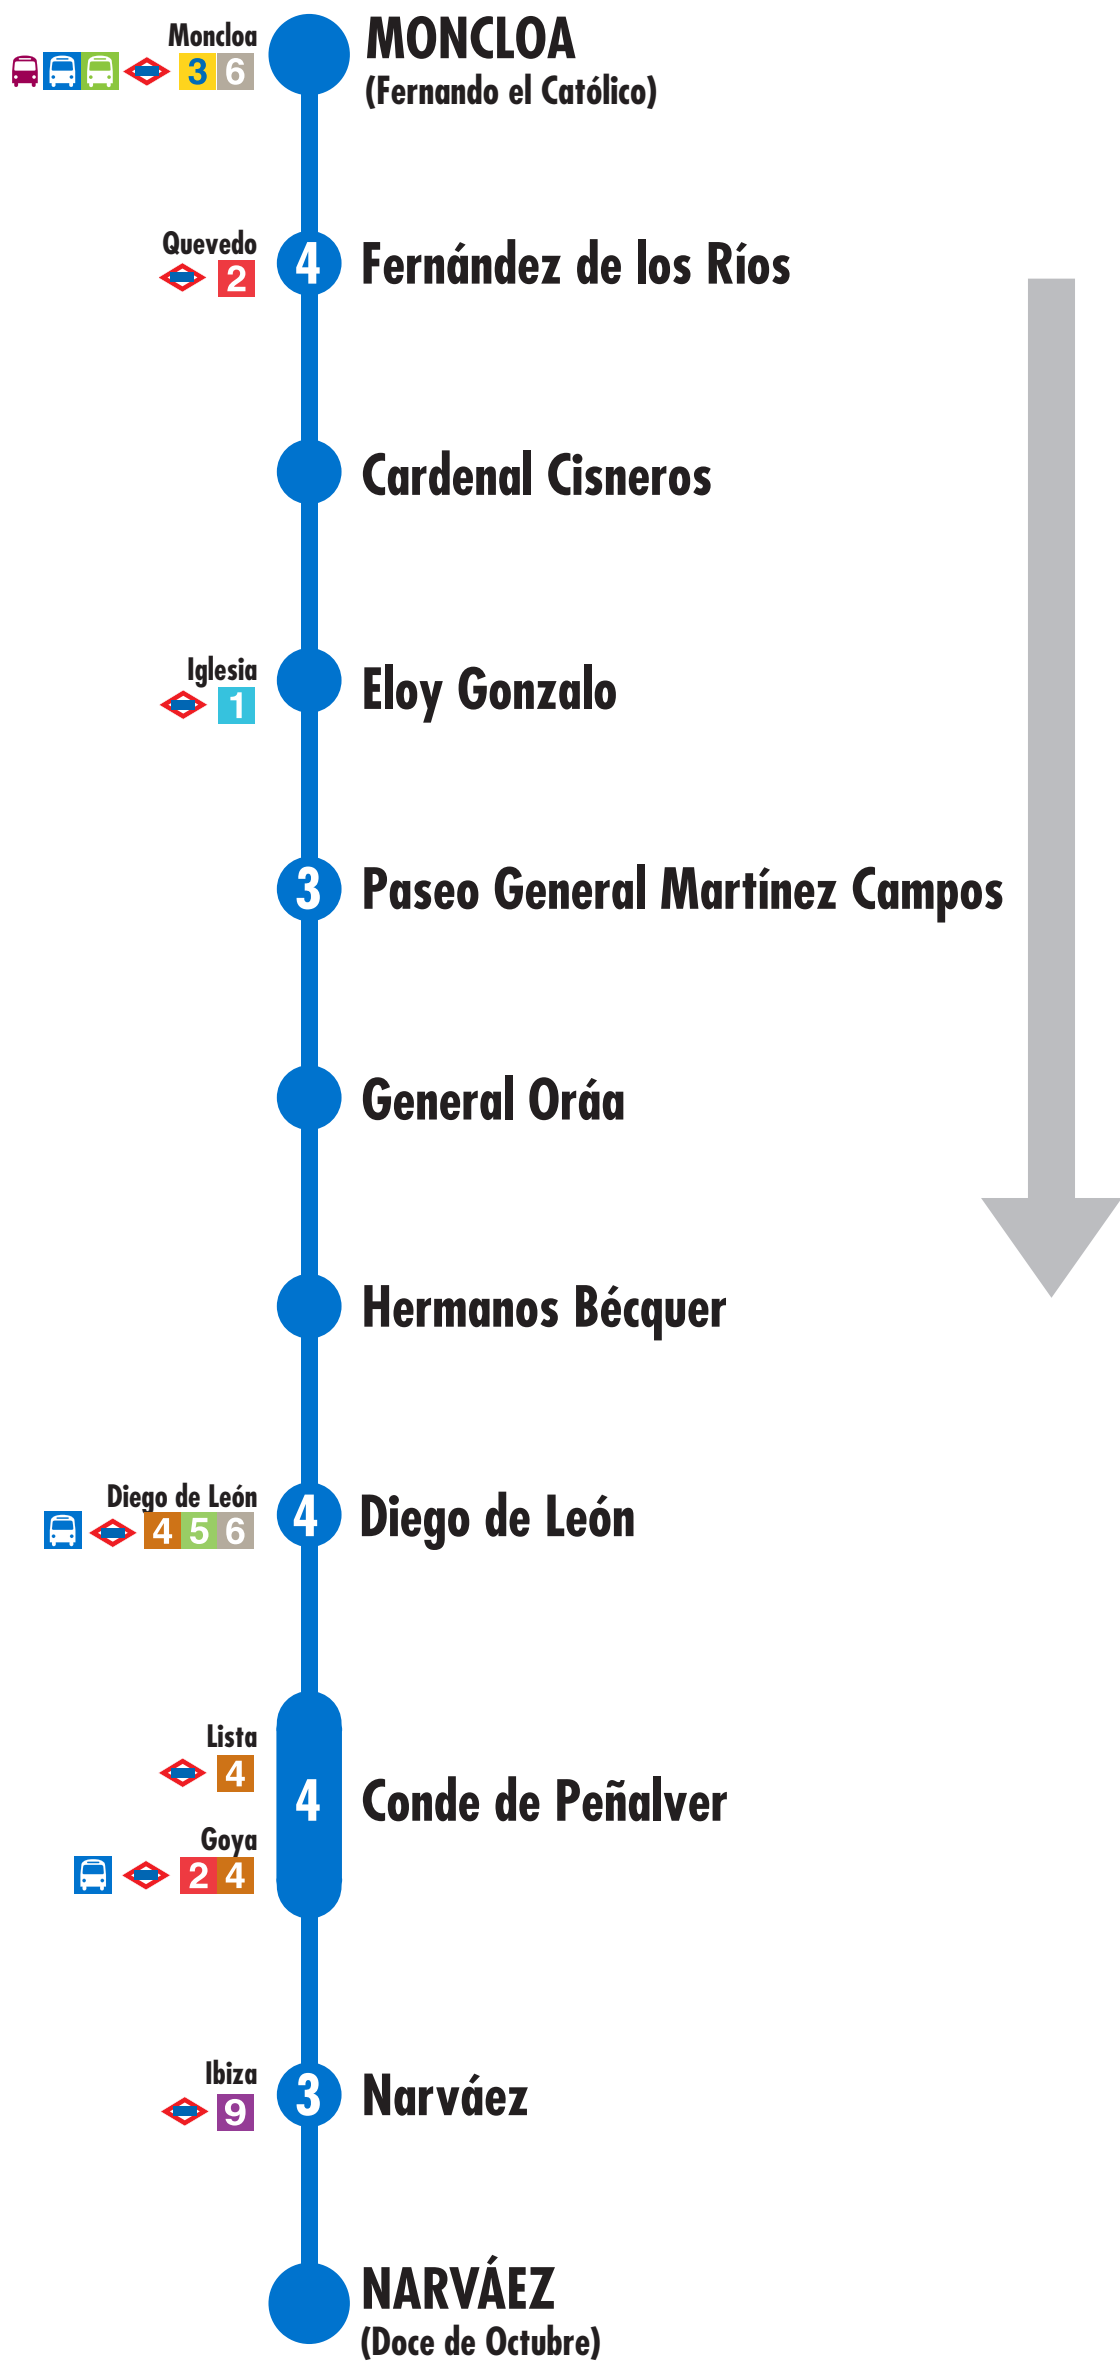 Moncloa
3 6
MONCLOA
(Fernando el Católico)
Quevedo
2
4
Fernández de los Ríos
Cardenal Cisneros
Iglesia
1
Eloy Gonzalo
3
Paseo General Martínez Campos
General Oráa
Hermanos Bécquer
Diego de León
4 5 6
4
Diego de León
Lista
4
Goya
2 4
4
Conde de Peñalver
Ibiza
9
3
Narváez
NARVÁEZ
(Doce de Octubre)